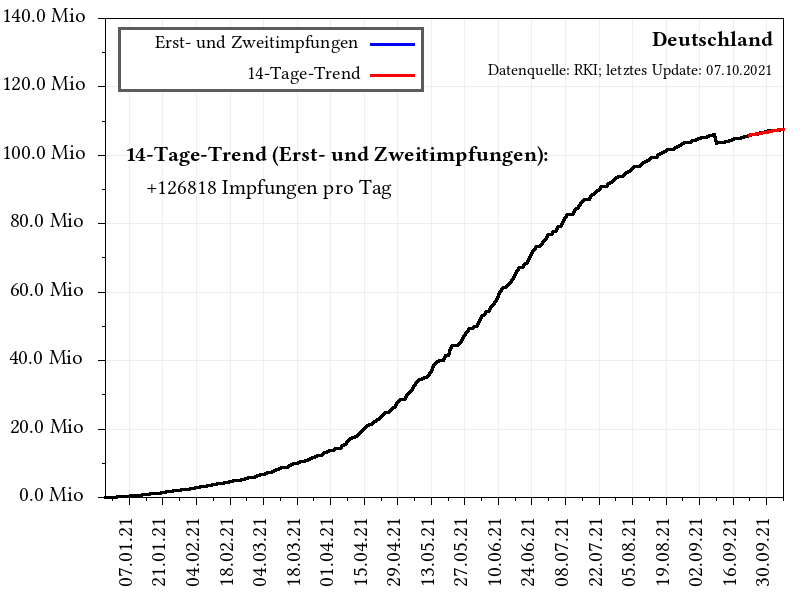 140.0 Mio
120.0 Mio
100.0 Mio
80.0 Mio
60.0 Mio
40.0 Mio
20.0 Mio
0.0 Mio
Erst- und Zweitimpfungen
14-Tage-Trend
Deutschland
Datenquelle: RKI; letztes Update: 07.10.2021
14-Tage-Trend (Erst- und Zweitimpfungen):
+126818 Impfungen pro Tag
07.01.21
21.01.21
04.02.21
18.02.21
04.03.21
18.03.21
01.04.21
15.04.21
29.04.21
13.05.21
27.05.21
10.06.21
24.06.21
08.07.21
22.07.21
05.08.21
19.08.21
02.09.21
16.09.21
30.09.21